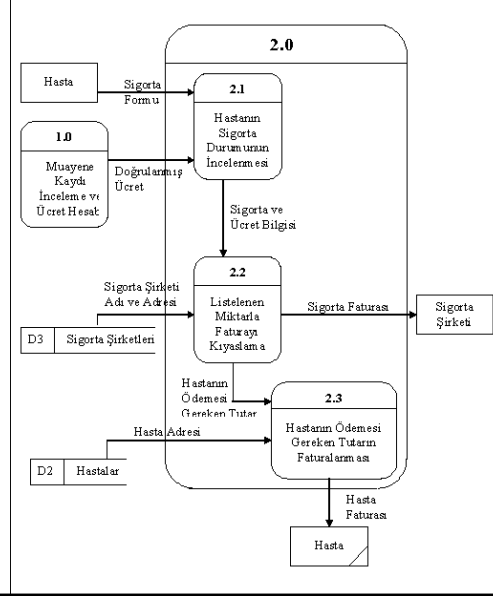 2.0
Hasta
Sigorta
Formu
2.1
Hastanın
Sigorta
Durumunun
İncelenmesi
1.0
Muayene
Kaydı
İnceleme ve
Ücret Hesab
Doğrulanmış
Ücret
Sigorta ve
Ücret Bilgisi
2.2
Listelenen
Miktarla
Faturayı
Kıyaslama
Sigorta Şirketi
Adı ve Adresi
D3 Sigorta Şirketleri
Sigorta Faturası
Sigorta
Şirketi
Hastanın
Ödemesi
Gereken Tutar
2.3
Hastanın Ödemesi
Gereken Tutarın
Faturalanması
Hasta Adresi
D2 Hastalar
Hasta
Faturası
Hasta